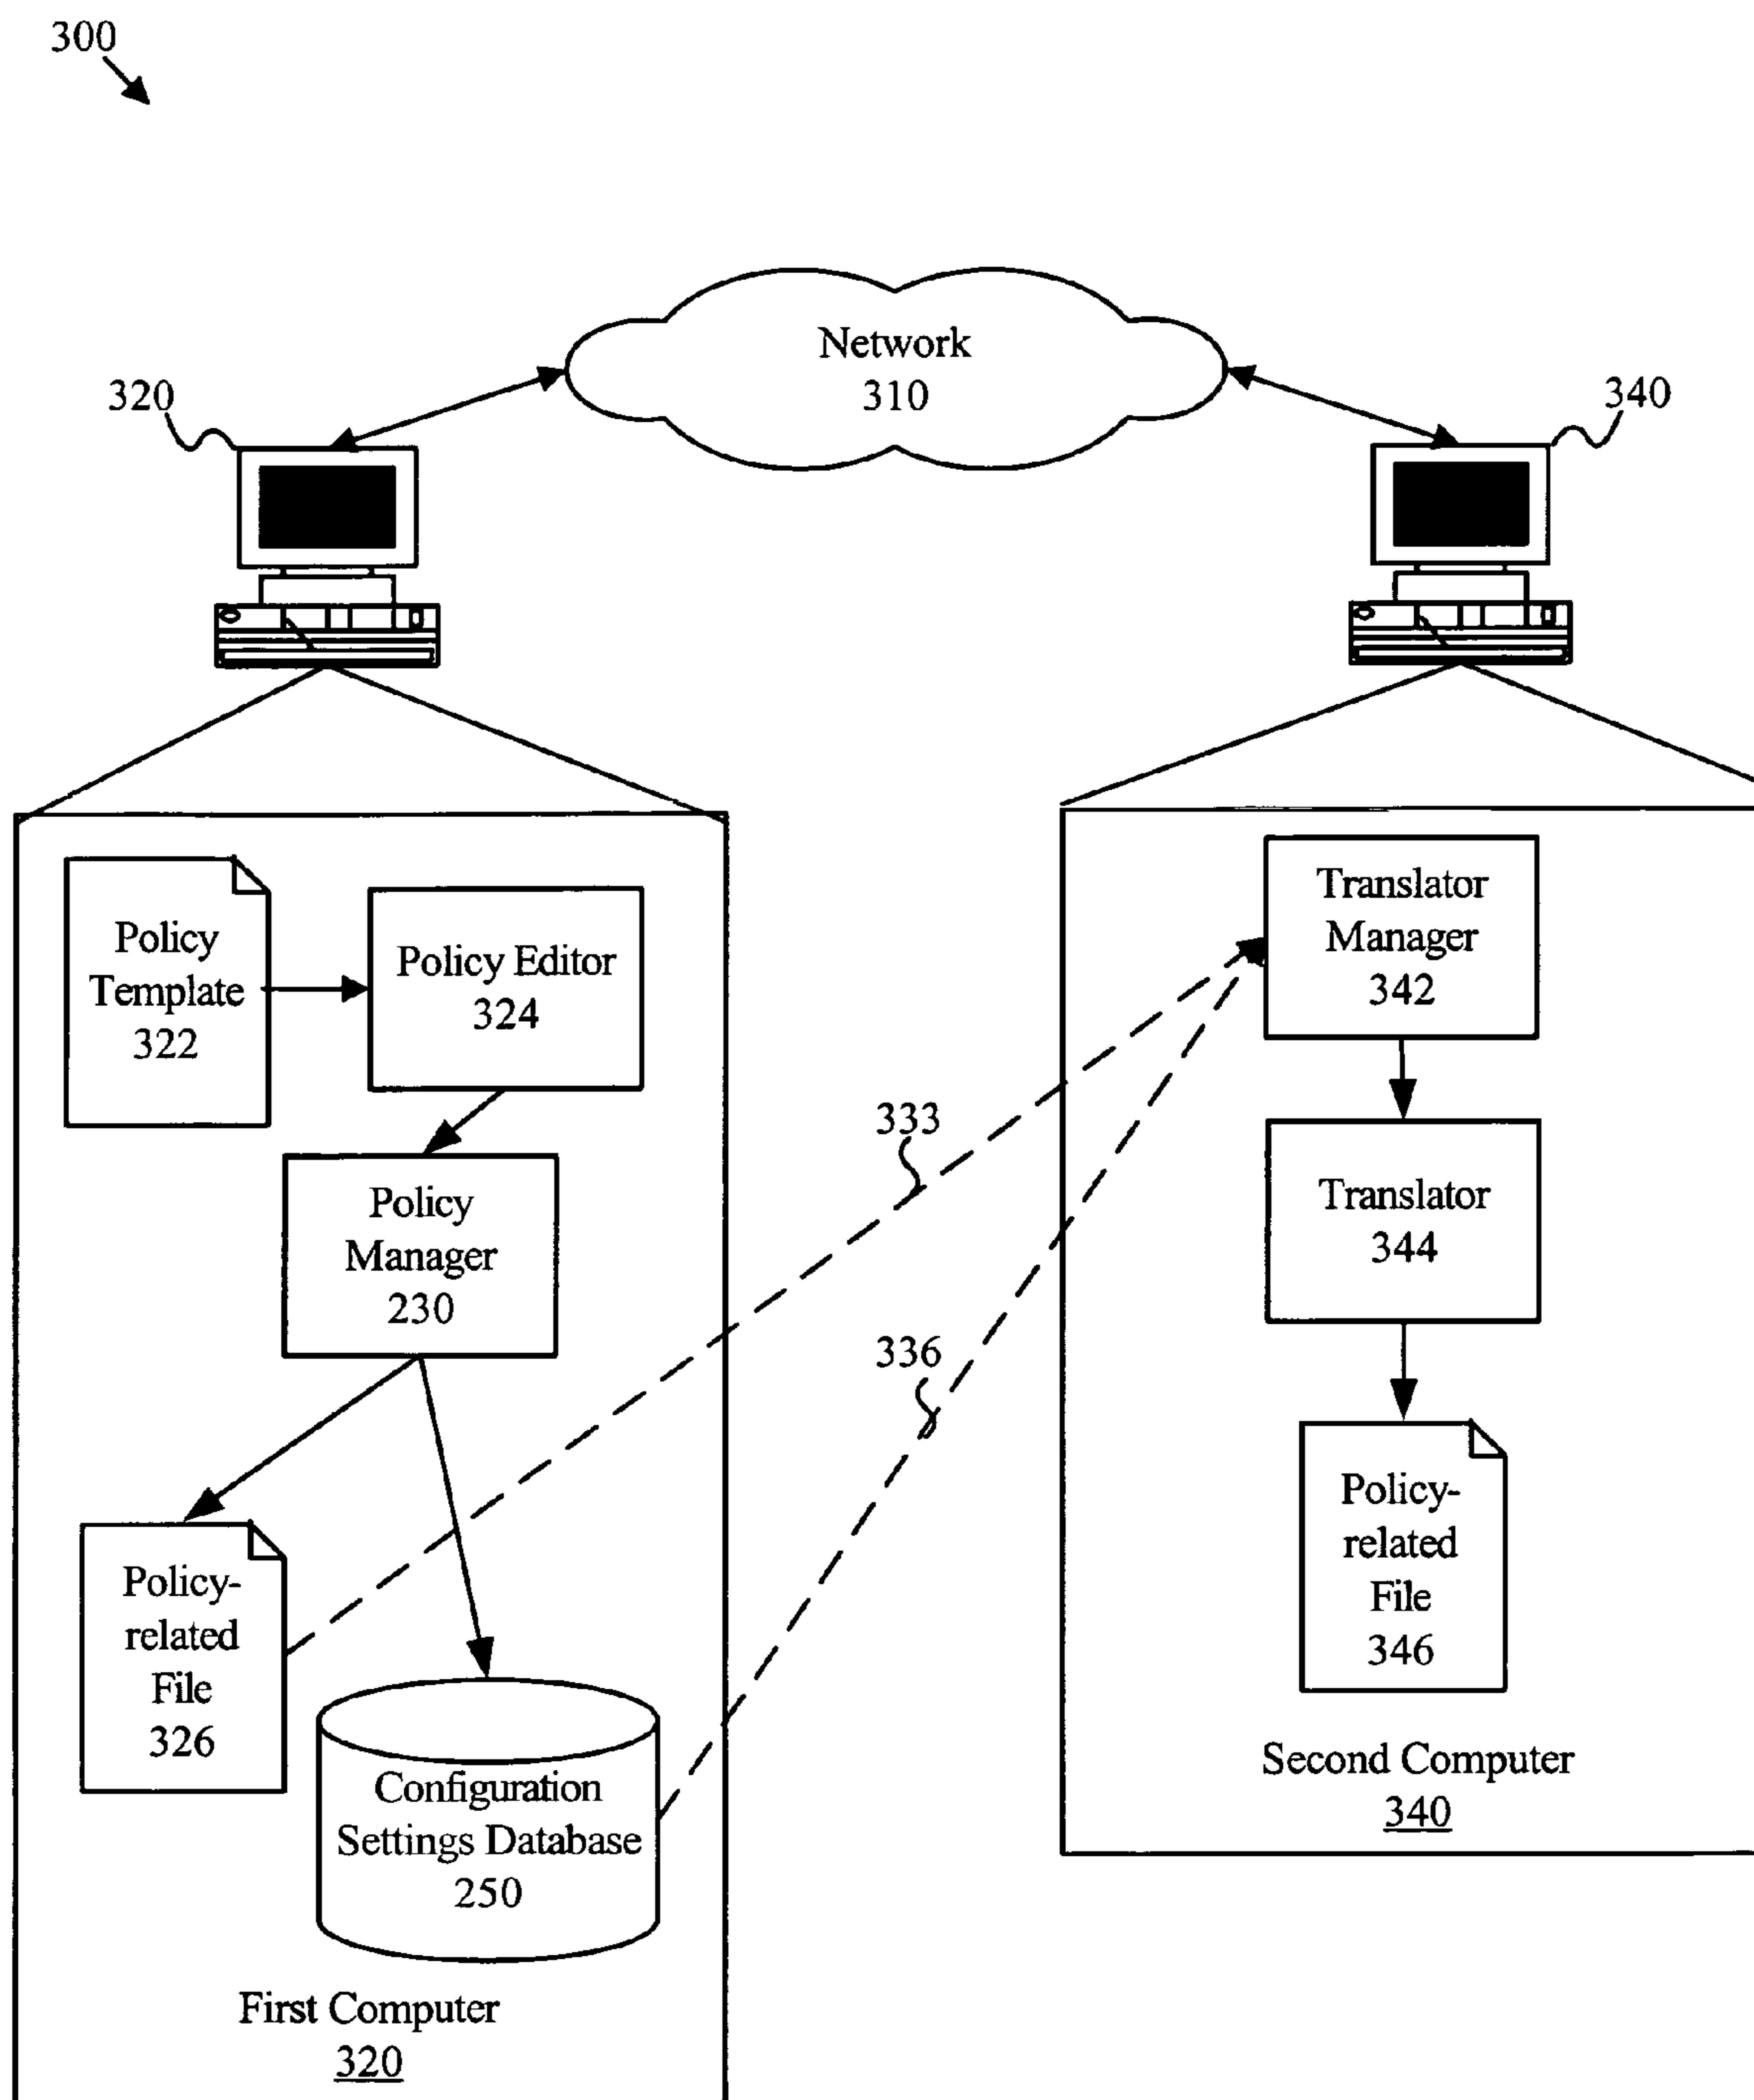 300
Network
310
320
340
Policy
Template
322
Policy Editor
324
Policy
Manager
230
Policy-
related
File
326
Configuration
Settings Database
250
First Computer
320
333
336
Translator
Manager
342
Translator
344
Policy-
related
File
346
Second Computer
340